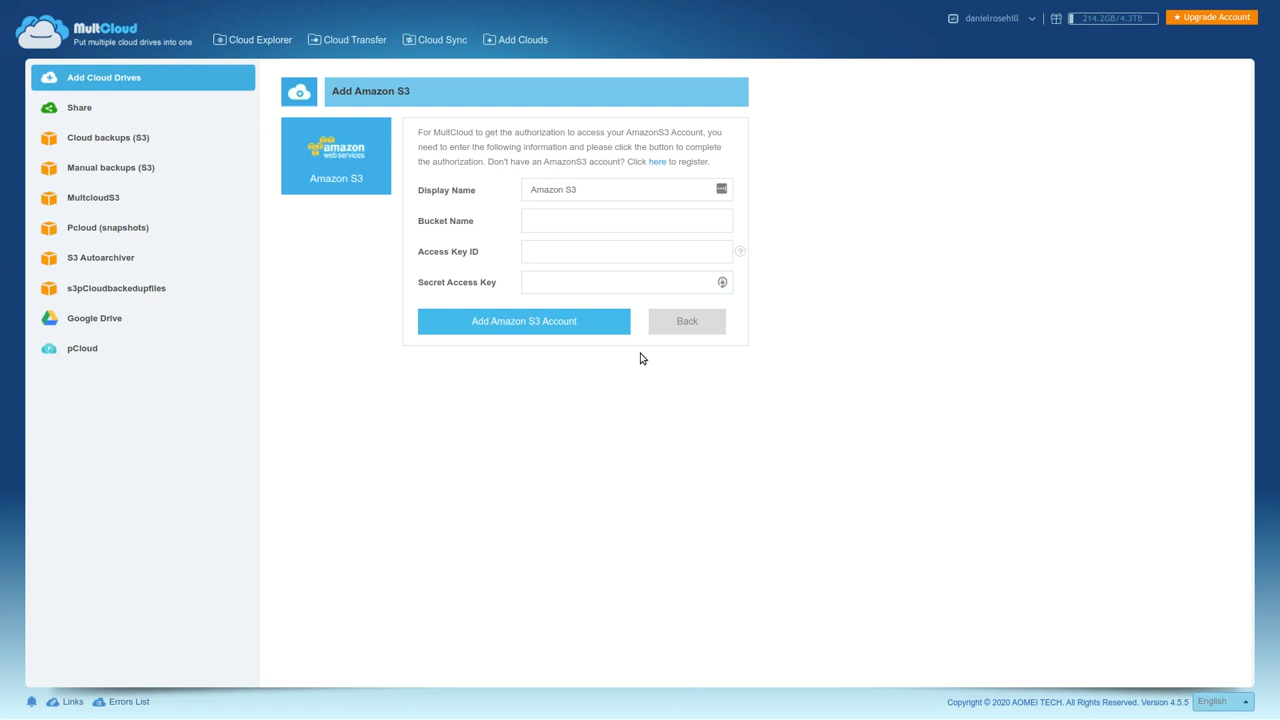 MultCloud
Put multiple cloud drives into one
Cloud Explorer
Cloud Transfer
Cloud Sync
Add Clouds
danielrosehill
214.2GB/4.3TB
★ Upgrade Account
Add Cloud Drives
Share
Cloud backups (S3)
Manual backups (S3)
MultcloudS3
Pcloud (snapshots)
S3 Autoarchiver
s3pCloudbackedupfiles
Google Drive
pCloud
Add Amazon S3
amazon
web services
Amazon S3
For MultCloud to get the authorization to access your AmazonS3 Account, you
need to enter the following information and please click the button to complete
the authorization. Don't have an AmazonS3 account? Click here to register.
Display Name
Amazon S3
Bucket Name
Access Key ID
?
Secret Access Key
Add Amazon S3 Account
Back
Links
Errors List
Copyright © 2020 AOMEI TECH. All Rights Reserved. Version 4.5.5
English